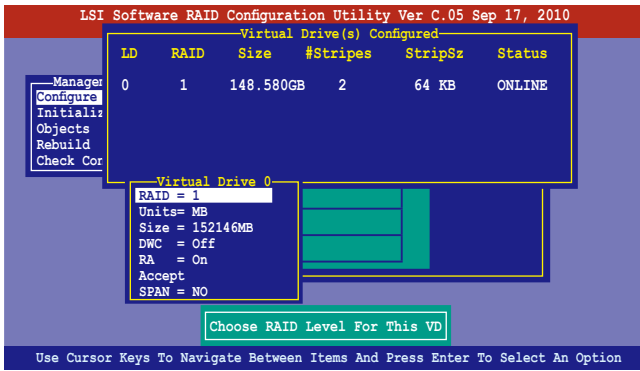 LSI Software RAID Configuration Utility Ver C.05 Sep 17, 2010
Virtual Drive(s) Configured
LD RAID Size #Stripes StripSz Status
0 1 148.580GB 2 64 KB ONLINE
Manager
Configure
Initializ
Objects
Rebuild
Check Con
Virtual Drive 0
RAID = 1
Units= MB
Size = 152146MB
DWC = Off
RA = On
Accept
SPAN = NO
Choose RAID Level For This VD
Use Cursor Keys To Navigate Between Items And Press Enter To Select An Option